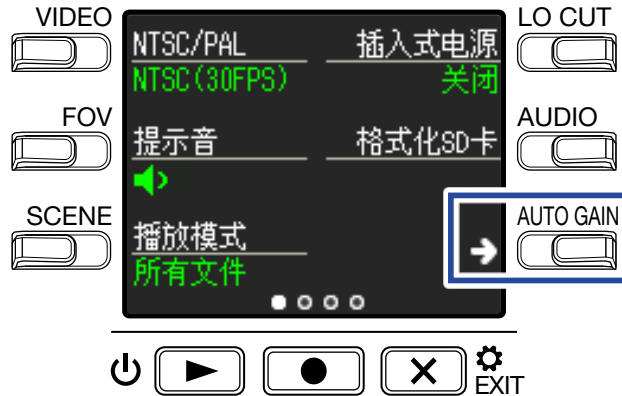 VIDEO
LO CUT
NTSC/PAL
插入式电源
NTSC(30FPS)
关闭
FOV
AUDIO
提示音
格式化SD卡
SCENE
AUTO GAIN
播放模式
所有文件
EXIT